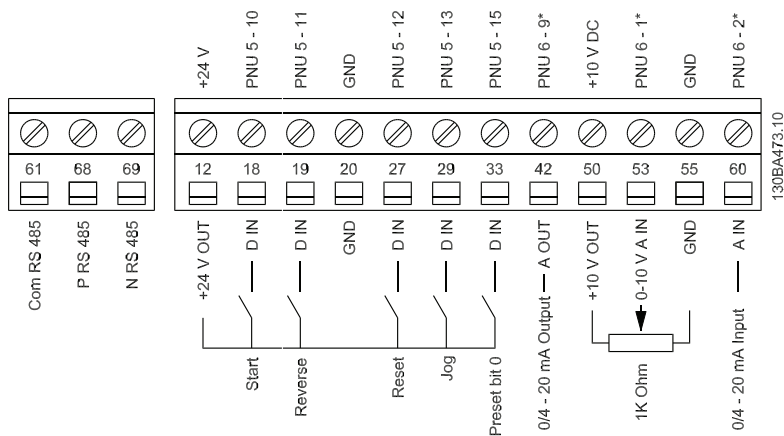 +24 V
PNU 5 - 10
PNU 5 - 11
GND
PNU 5 - 12
PNU 5 - 13
PNU 5 - 15
PNU 6 - 9*
+10 V DC
PNU 6 - 1*
GND
PNU 6 - 2*
61 68 69
12 18 19 20 27 29 33 42 50 53 55 60
130BA473.10
Com RS 485
P RS 485
N RS 485
+24 V OUT
D IN
D IN
GND
D IN
D IN
D IN
0/4 - 20 mA Output — A OUT
+10 V OUT
0-10 V A IN
GND
0/4 - 20 mA Input — A IN
Start
Reverse
Reset
Jog
Preset bit 0
1K Ohm